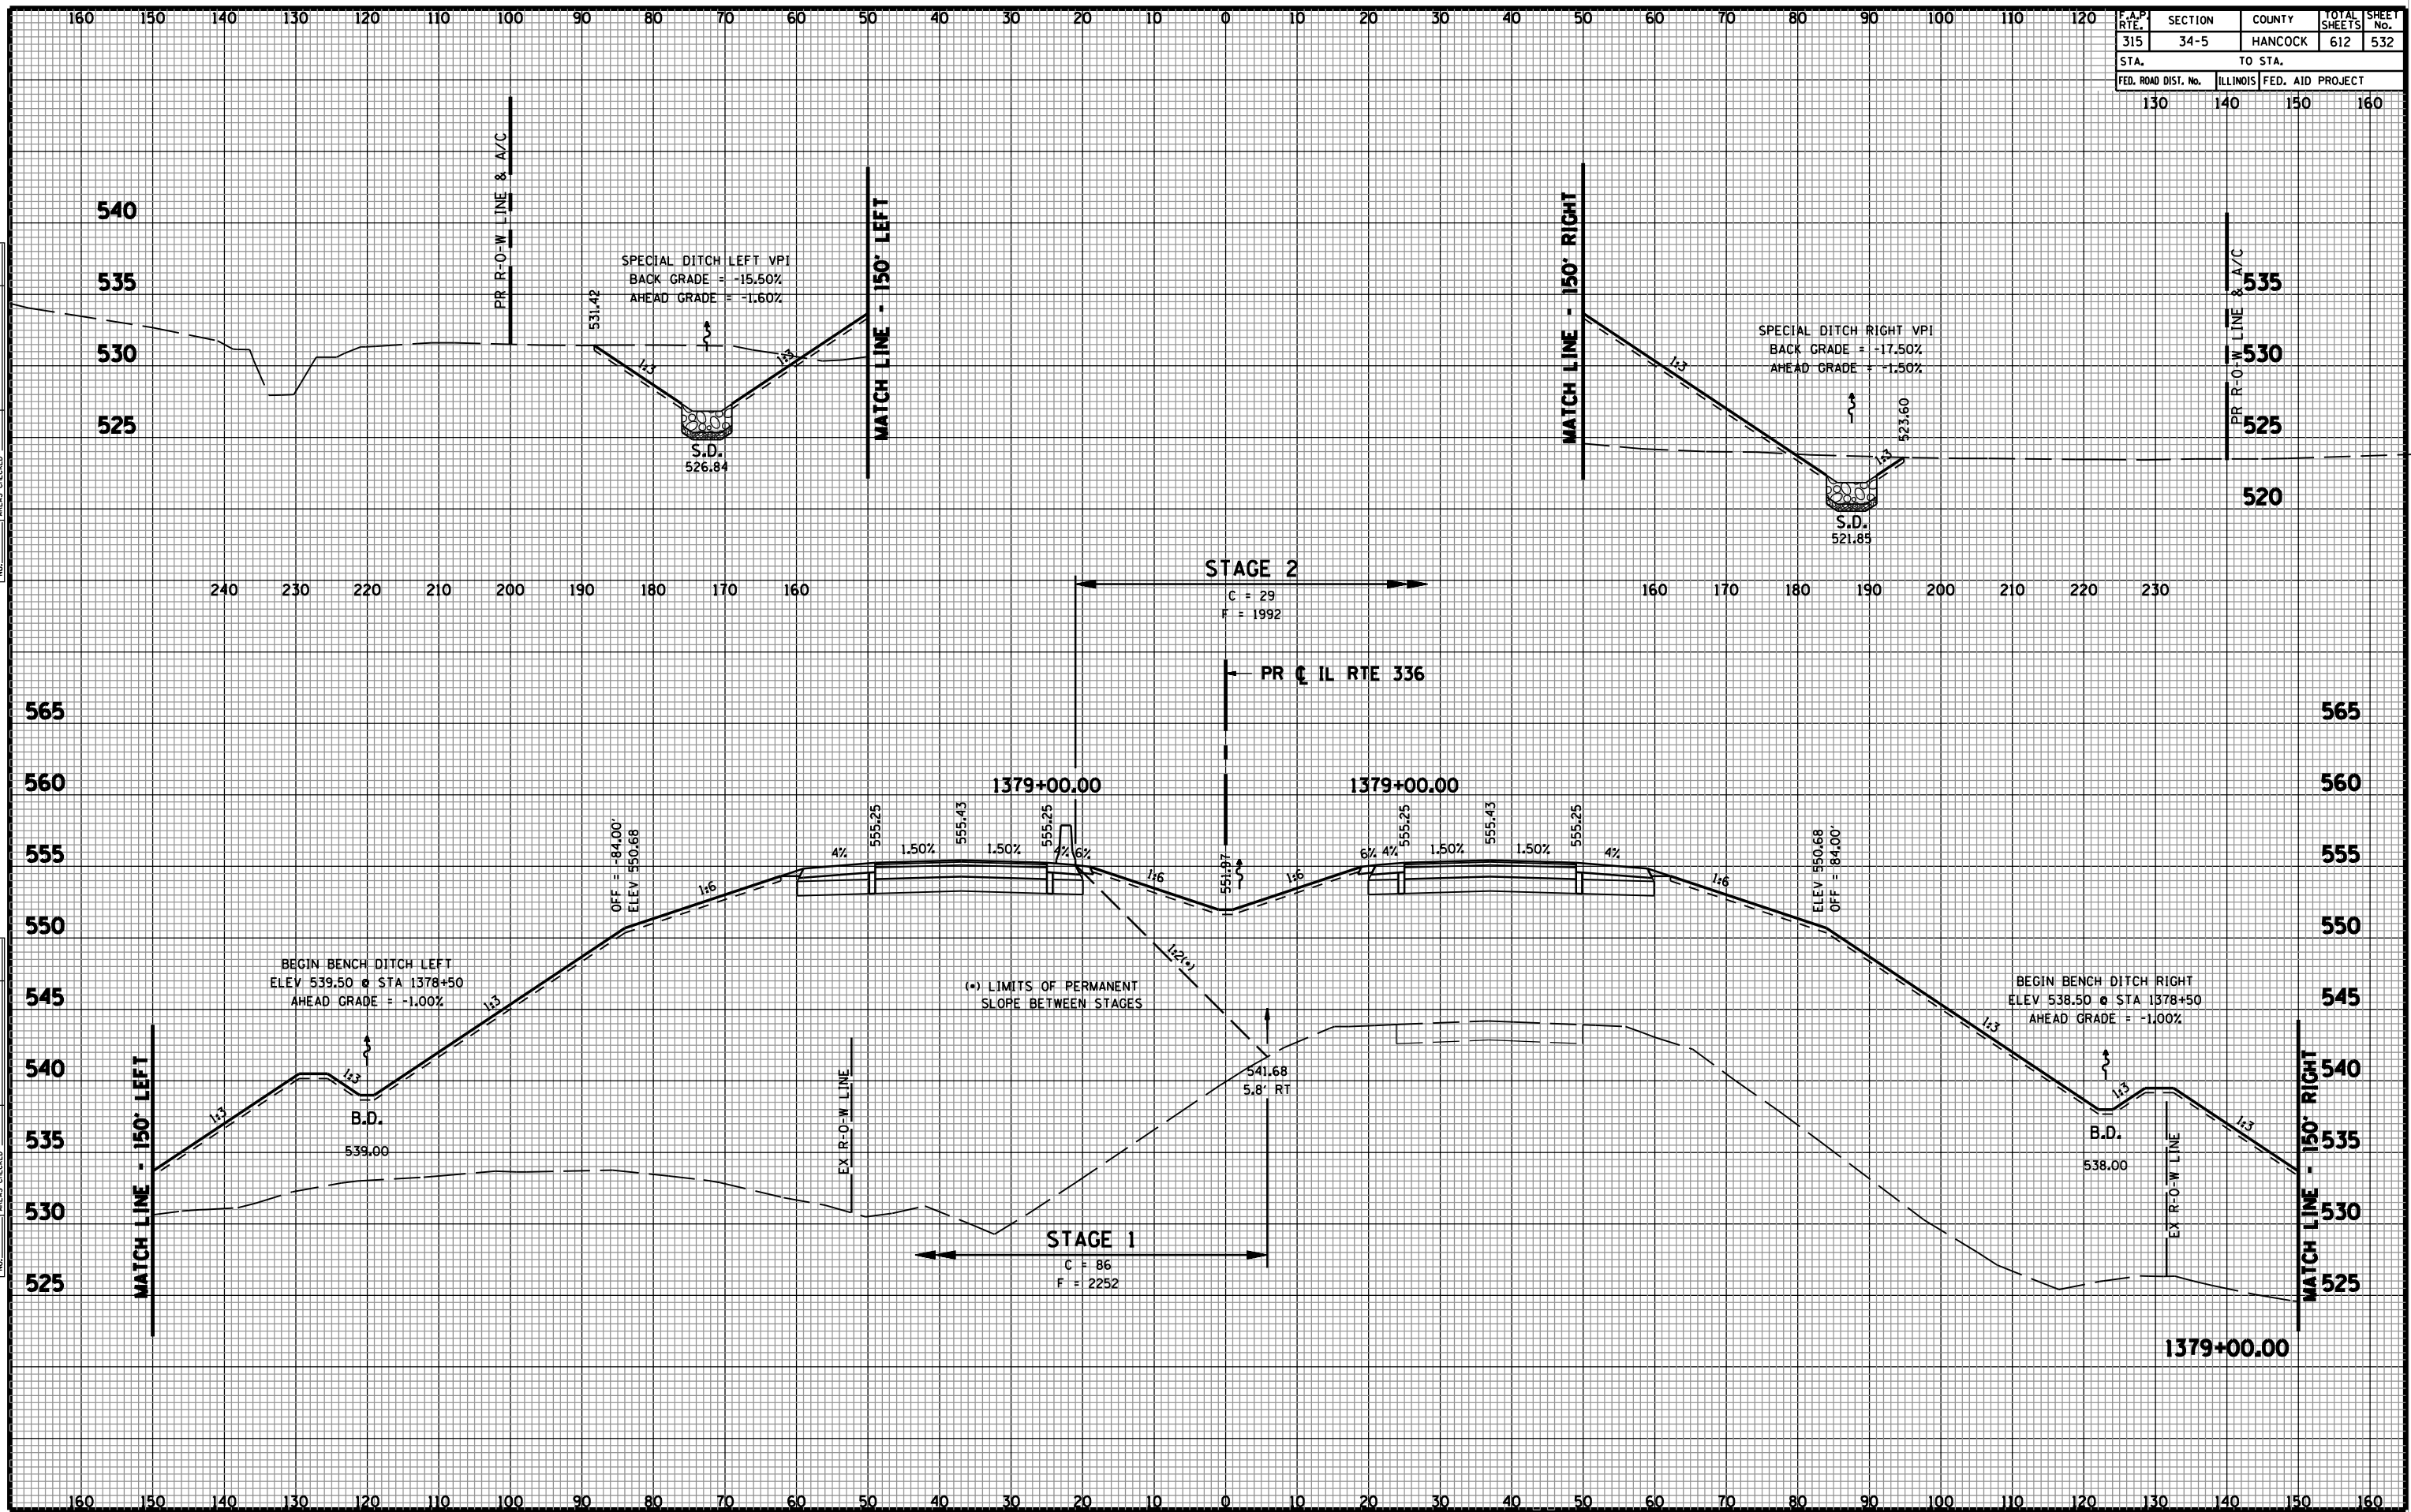 160 150 140 130 120 110 100 90 80 70 60 50 40 30 20 10 0 10 20 30 40 50 60 70 80 90 100 110 120
F.A.P. RTE. SECTION COUNTY TOTAL SHEETS SHEET No.
315 34-5 HANCOCK 612 532
STA. TO STA.
FED. ROAD DIST. No. ILLINOIS FED. AID PROJECT
130 140 150 160
PR R-O-W LINE & A/C
540
535
530
525
531.42
SPECIAL DITCH LEFT VPI
BACK GRADE = -15.50%
AHEAD GRADE = -1.60%
1:3
1:3
S.D.
526.84
MATCH LINE - 150' LEFT
MATCH LINE - 150' RIGHT
1:3
SPECIAL DITCH RIGHT VPI
BACK GRADE = -17.50%
AHEAD GRADE = -1.50%
523.60
1:3
S.D.
521.85
PR R-O-W LINE & A/C
535
530
525
520
240 230 220 210 200 190 180 170 160
STAGE 2
C = 29
F = 1992
160 170 180 190 200 210 220 230
PR ℄ IL RTE 336
565
560
555
550
545
540
535
530
525
1379+00.00
1379+00.00
OFF = -84.00'
ELEV 550.68
1:6
4%
555.25
1.50%
555.43
1.50%
555.25
4%
6%
1:6
551.97
1:6
6%
4%
555.25
1.50%
555.43
1.50%
555.25
4%
1:6
ELEV 550.68
OFF = 84.00'
BEGIN BENCH DITCH LEFT
ELEV 539.50 @ STA 1378+50
AHEAD GRADE = -1.00%
1:3
1:3
1:3
B.D.
539.00
MATCH LINE - 150' LEFT
EX R-O-W LINE
1:2(•)
(•) LIMITS OF PERMANENT
SLOPE BETWEEN STAGES
541.68
5.8' RT
STAGE 1
C = 86
F = 2252
BEGIN BENCH DITCH RIGHT
ELEV 538.50 @ STA 1378+50
AHEAD GRADE = -1.00%
1:3
1:3
1:3
B.D.
538.00
EX R-O-W LINE
MATCH LINE - 150' RIGHT
565
560
555
550
545
540
535
530
525
1379+00.00
160 150 140 130 120 110 100 90 80 70 60 50 40 30 20 10 0 10 20 30 40 50 60 70 80 90 100 110 120 130 140 150 160